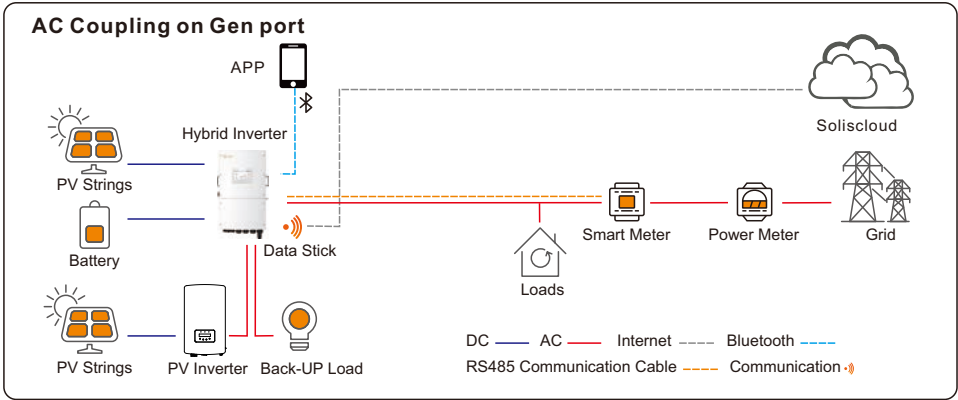 AC Coupling on Gen port
APP
Soliscloud
Hybrid Inverter
PV Strings
Battery
Data Stick
Smart Meter
Power Meter
Grid
Loads
PV Strings
PV Inverter
Back-UP Load
DC
AC
Internet
Bluetooth
RS485 Communication Cable
Communication